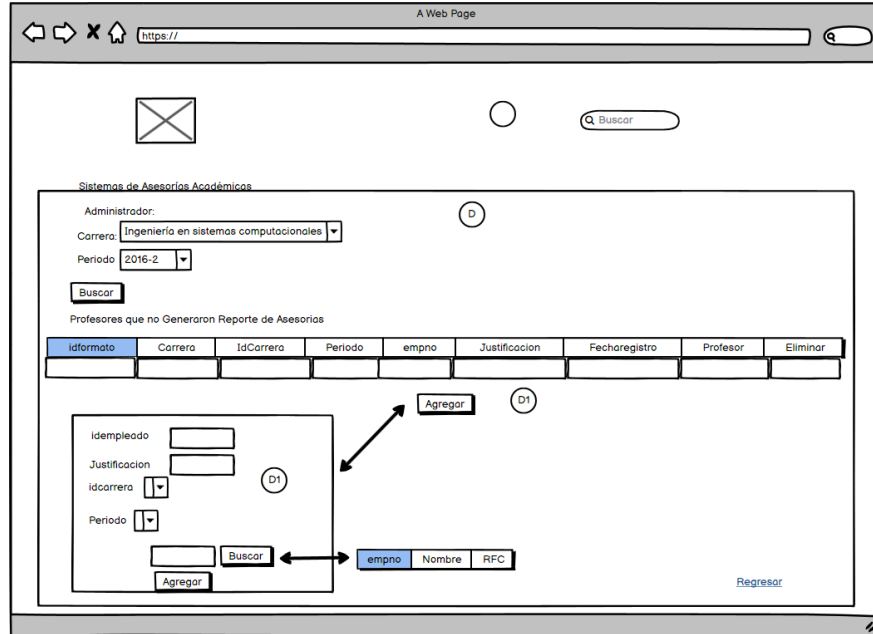 A Web Page
https://
Buscar
Sistemas de Asesorías Académicas
Administrador:
D
Carrera: Ingeniería en sistemas computacionales
Periodo 2016-2
Buscar
Profesores que no Generaron Reporte de Asesorias
idformato Carrera IdCarrera Periodo empno Justificacion Fecharegistro Profesor Eliminar
Agregar D1
idempleado
Justificacion
idcarrera D1
Periodo
Buscar empno Nombre RFC
Agregar
Regresar